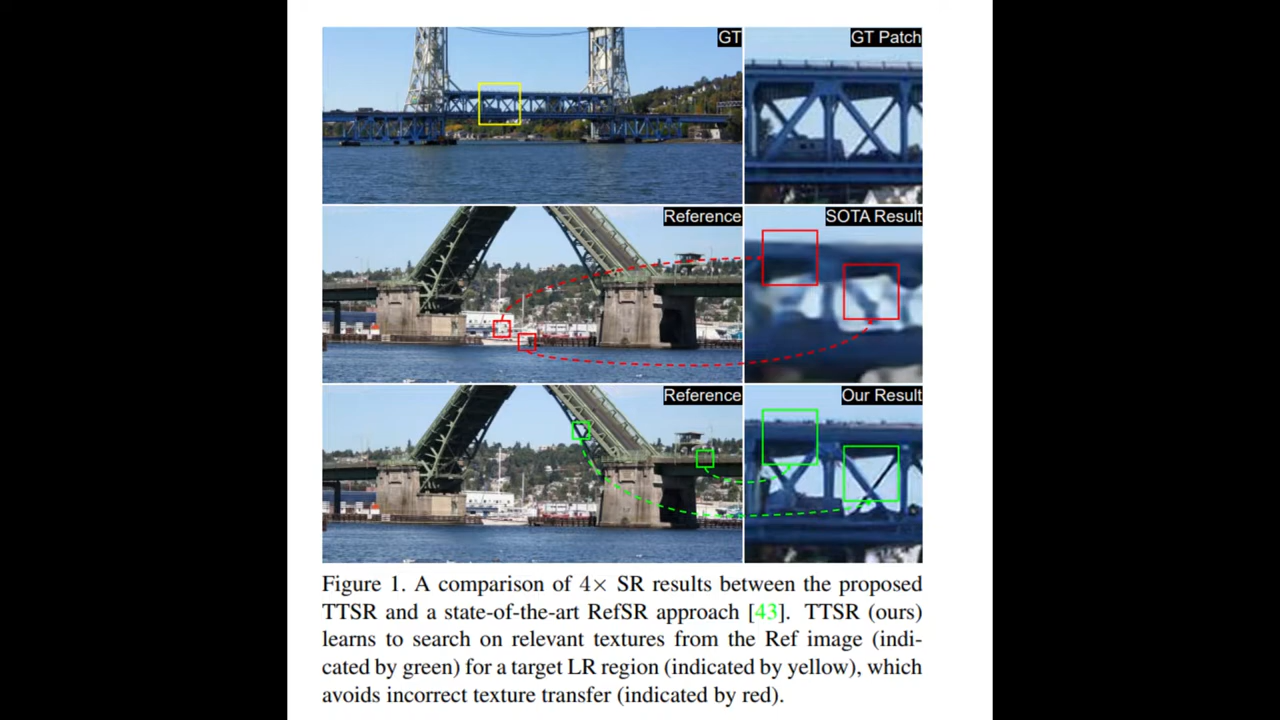 GT
GT Patch
Reference
SOTA Result
Reference
Our Result
Figure 1. A comparison of 4× SR results between the proposed
TTSR and a state-of-the-art RefSR approach [43]. TTSR (ours)
learns to search on relevant textures from the Ref image (indi-
cated by green) for a target LR region (indicated by yellow), which
avoids incorrect texture transfer (indicated by red).